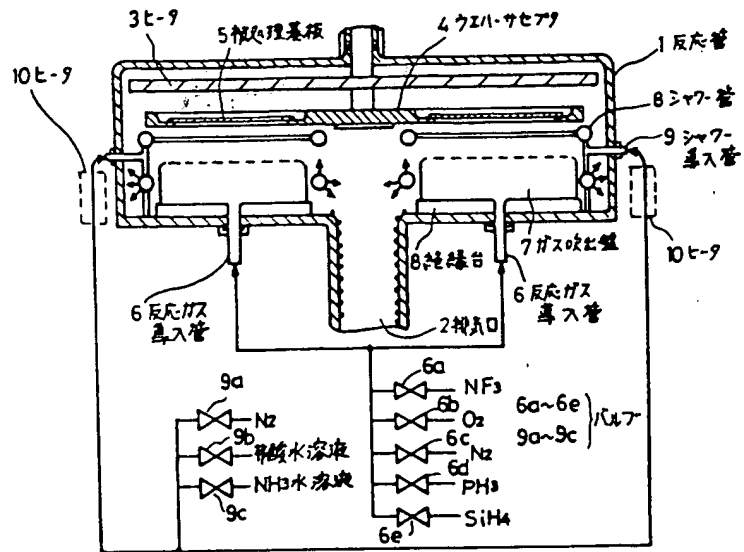 3ヒータ
5被処理基板
4ウエハーサセプタ
1反応管
10ヒータ
8シャワー管
9シャワー
導入管
7ガス吹出盤
8絶縁台
10ヒータ
6反応ガス
導入管
6反応ガス
導入管
2排気口
9a
N2
9b
弗酸水溶液
NH3水溶液
9c
6a
NF3
6b
O2
6c
N2
6d
PH3
SiH4
6e
6a~6e
9a~9c
バルブ